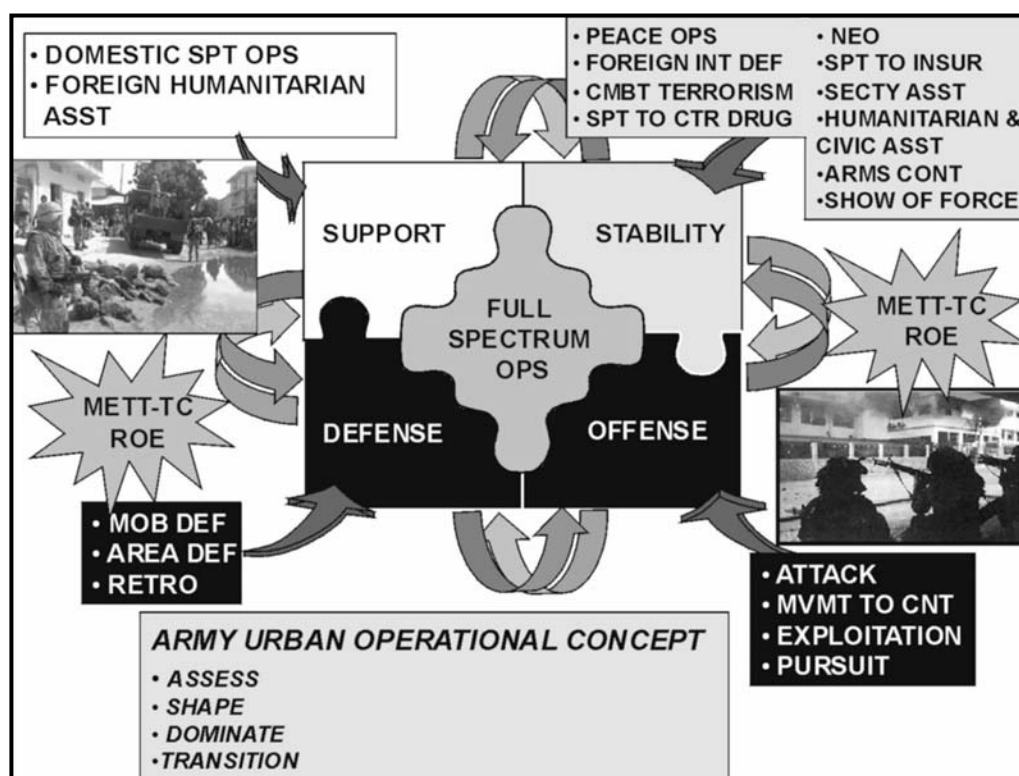 • DOMESTIC SPT OPS
• FOREIGN HUMANITARIAN
ASST
• PEACE OPS
• FOREIGN INT DEF
• CMBT TERRORISM
• SPT TO CTR DRUG
• NEO
•SPT TO INSUR
•SECTY ASST
•HUMANITARIAN &
CIVIC ASST
•ARMS CONT
•SHOW OF FORCE
SUPPORT
STABILITY
FULL
SPECTRUM
OPS
METT-TC
ROE
METT-TC
ROE
DEFENSE
OFFENSE
• MOB DEF
• AREA DEF
• RETRO
• ATTACK
• MVMT TO CNT
• EXPLOITATION
• PURSUIT
ARMY URBAN OPERATIONAL CONCEPT
• ASSESS
• SHAPE
• DOMINATE
•TRANSITION